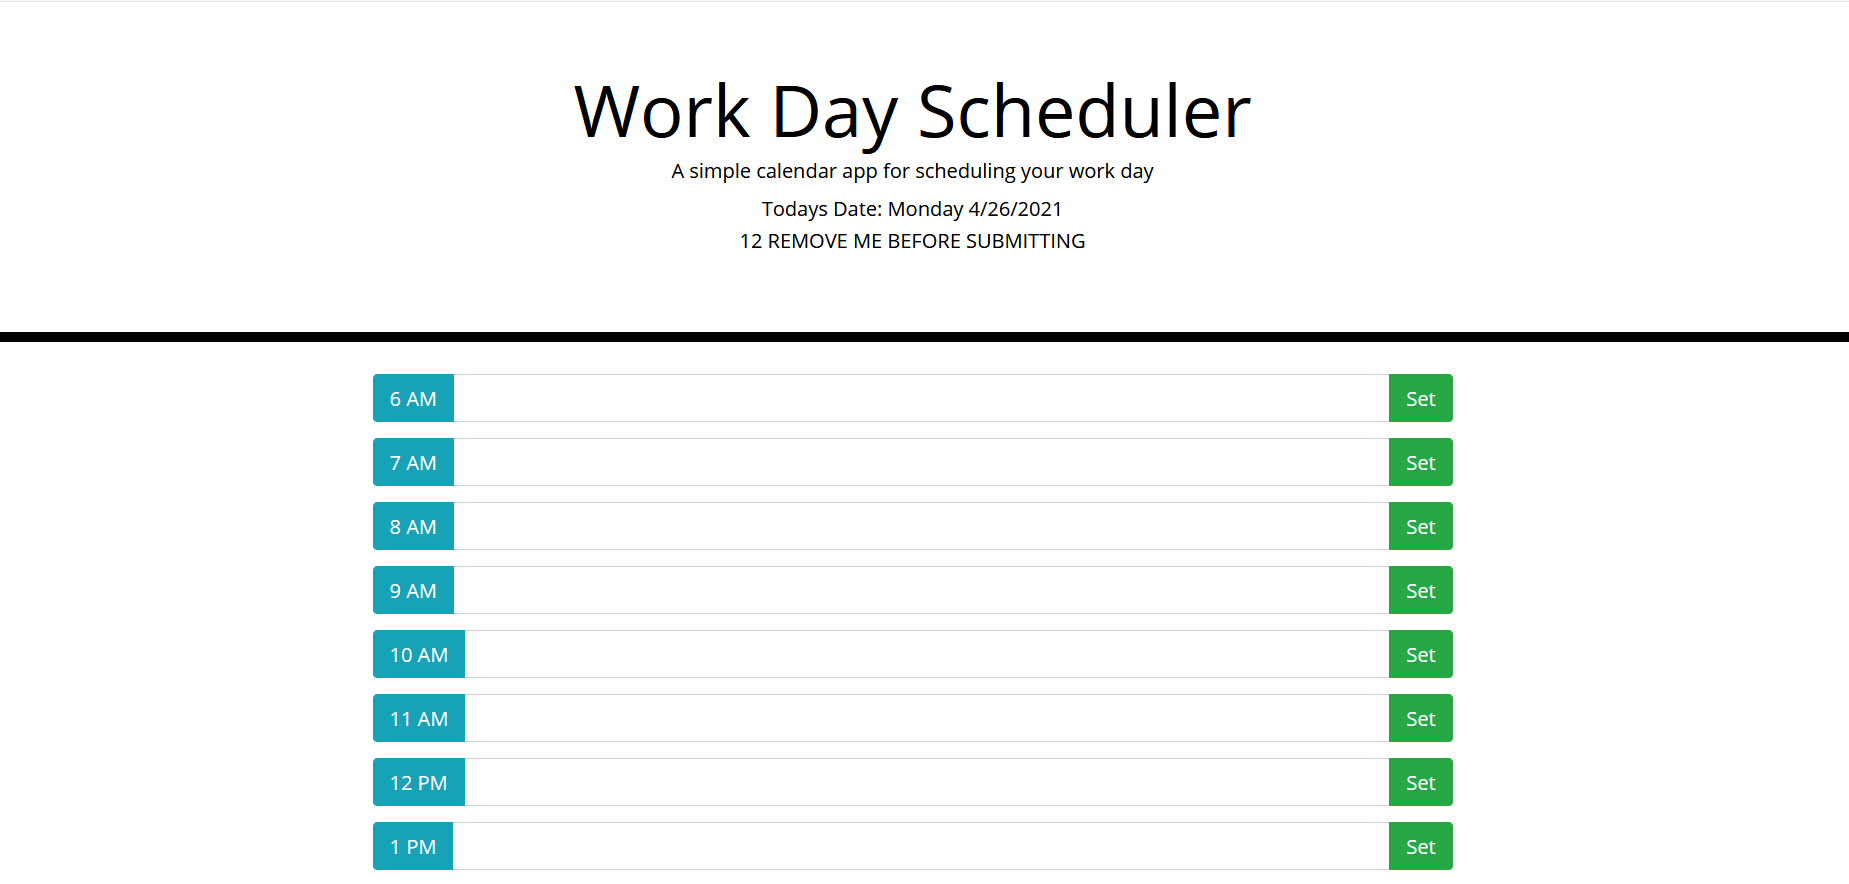 Work Day Scheduler
A simple calendar app for scheduling your work day
Todays Date: Monday 4/26/2021
12 REMOVE ME BEFORE SUBMITTING
6 AM Set
7 AM Set
8 AM Set
9 AM Set
10 AM Set
11 AM Set
12 PM Set
1 PM Set